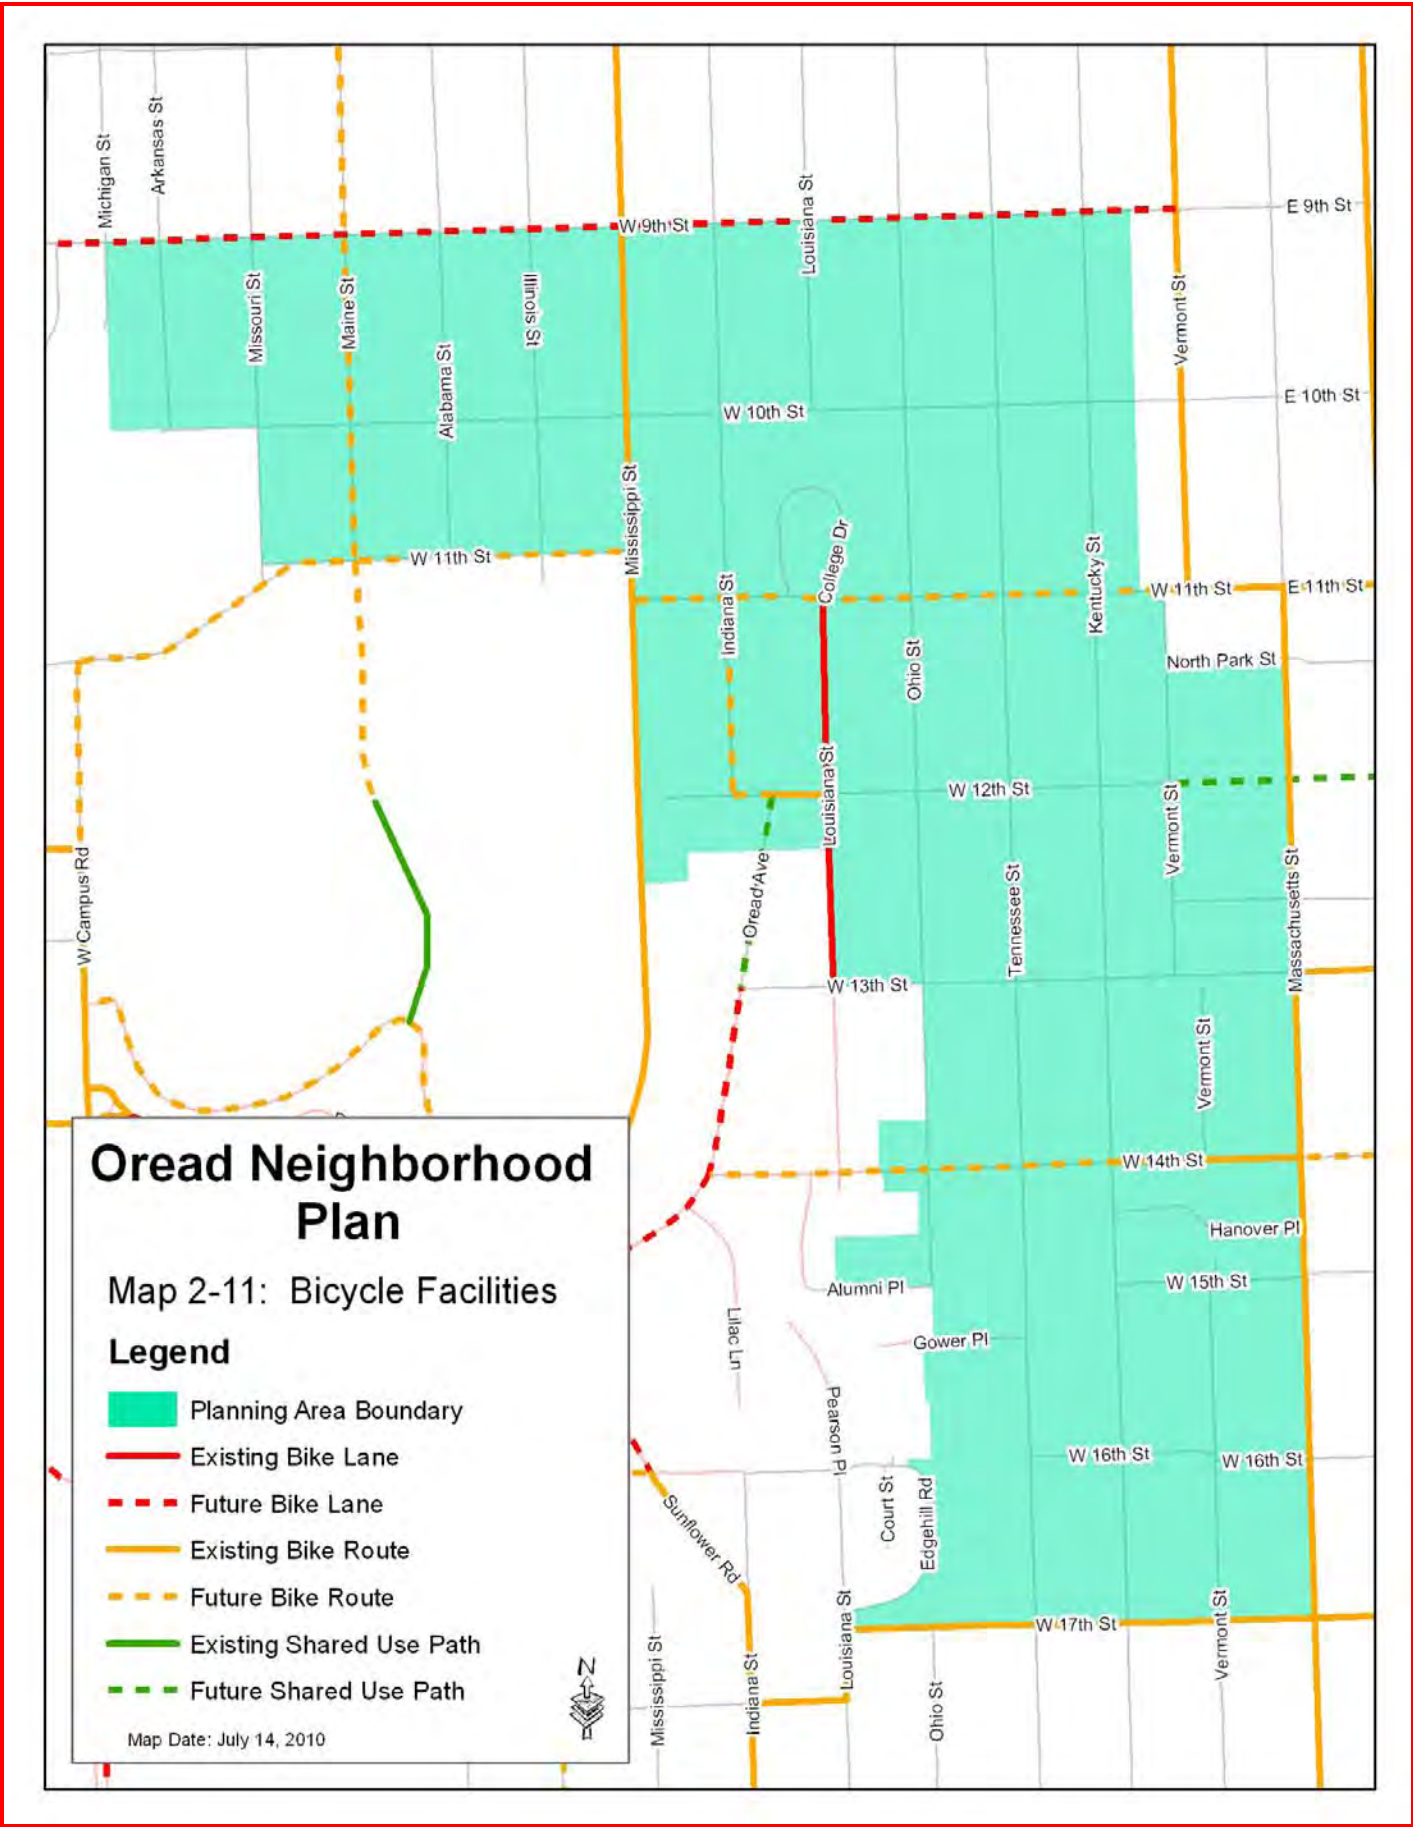 Michigan St
Arkansas St
Louisiana St
W 9th St
E 9th St
Missouri St
Maine St
Alabama St
Illinois St
Vermont St
W 10th St
E 10th St
Mississippi St
College Dr
Kentucky St
W 11th St
Indiana St
W 11th St
E 11th St
Ohio St
North Park St
Louisiana St
W 12th St
Vermont St
W Campus Rd
Oread Ave
Tennessee St
Massachusetts St
W 13th St
Vermont St
W 14th St
Hanover Pl
W 15th St
Alumni Pl
Lilac Ln
Gower Pl
Pearson Pl
W 16th St
W 16th St
Court St
Edgehill Rd
Sunflower Rd
Louisiana St
W 17th St
Vermont St
Mississippi St
Indiana St
Ohio St
Oread Neighborhood
Plan
Map 2-11: Bicycle Facilities
Legend
Planning Area Boundary
Existing Bike Lane
Future Bike Lane
Existing Bike Route
Future Bike Route
Existing Shared Use Path
Future Shared Use Path
N
Map Date: July 14, 2010